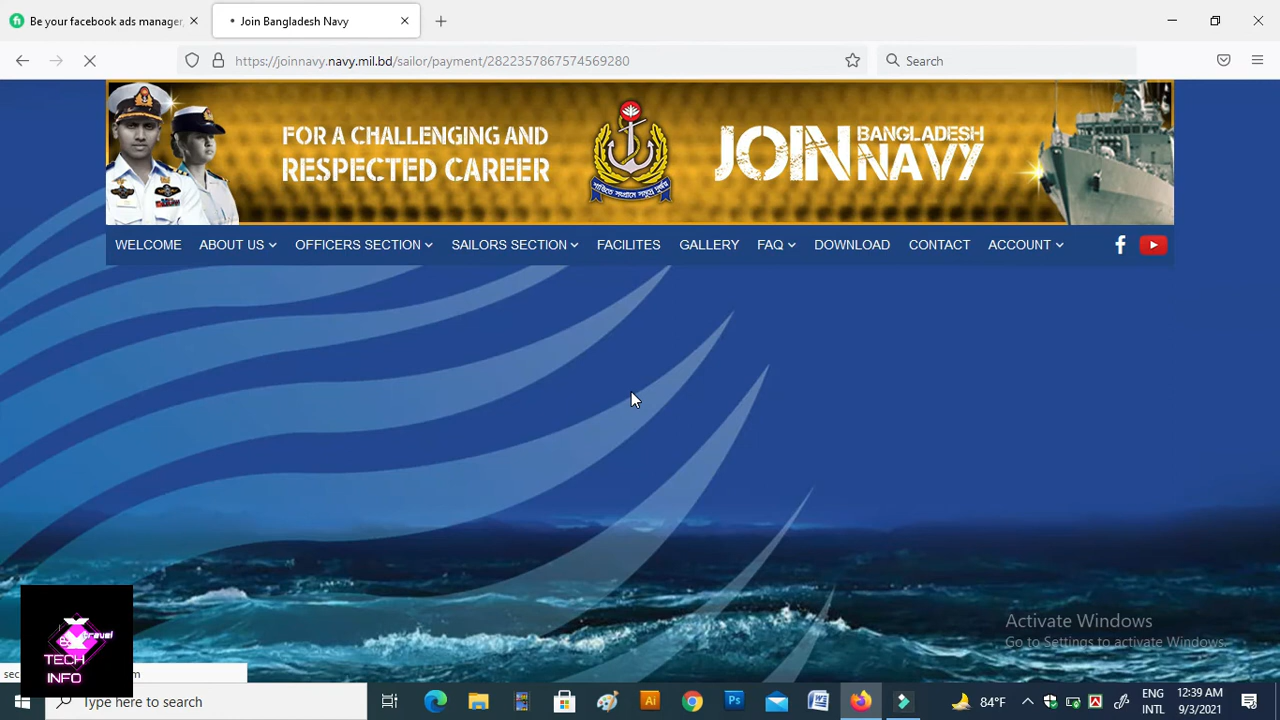 Be your facebook ads manager,
Join Bangladesh Navy
https://joinnavy.navy.mil.bd/sailor/payment/2822357867574569280
Search
FOR A CHALLENGING AND
RESPECTED CAREER
JOIN BANGLADESH NAVY
WELCOME ABOUT US OFFICERS SECTION SAILORS SECTION FACILITES GALLERY FAQ DOWNLOAD CONTACT ACCOUNT
Activate Windows
Go to Settings to activate Windows.
travel
TECH
INFO
Type here to search
84°F
ENG
INTL
12:39 AM
9/3/2021